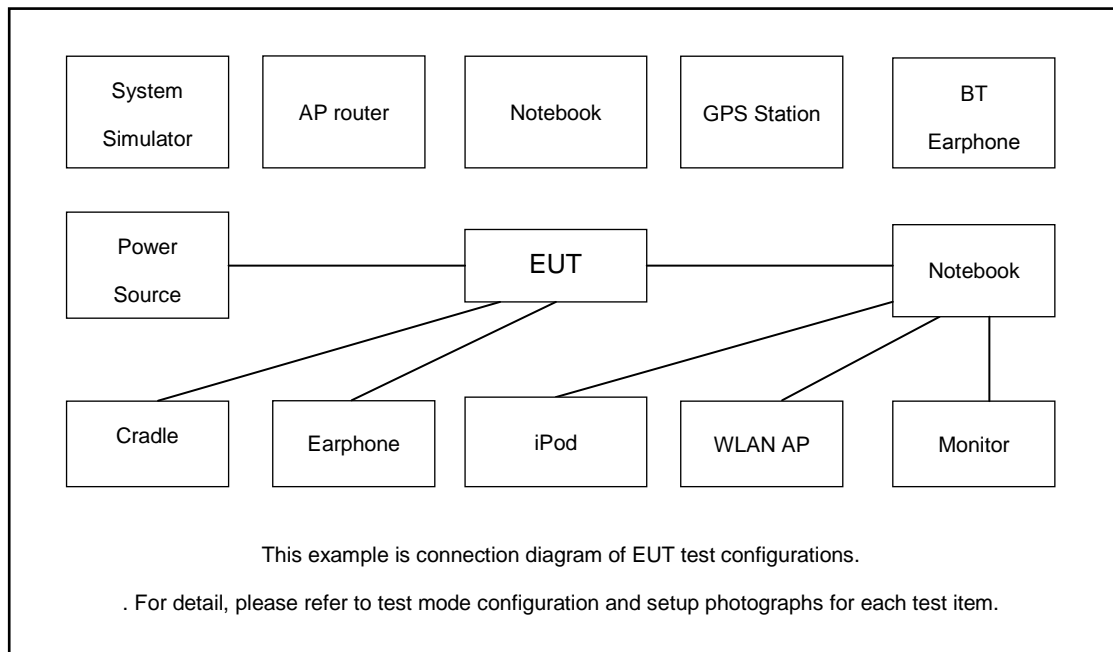 System
Simulator
AP router
Notebook
GPS Station
BT
Earphone
Power
Source
EUT
Notebook
Cradle
Earphone
iPod
WLAN AP
Monitor
This example is connection diagram of EUT test configurations.
. For detail, please refer to test mode configuration and setup photographs for each test item.